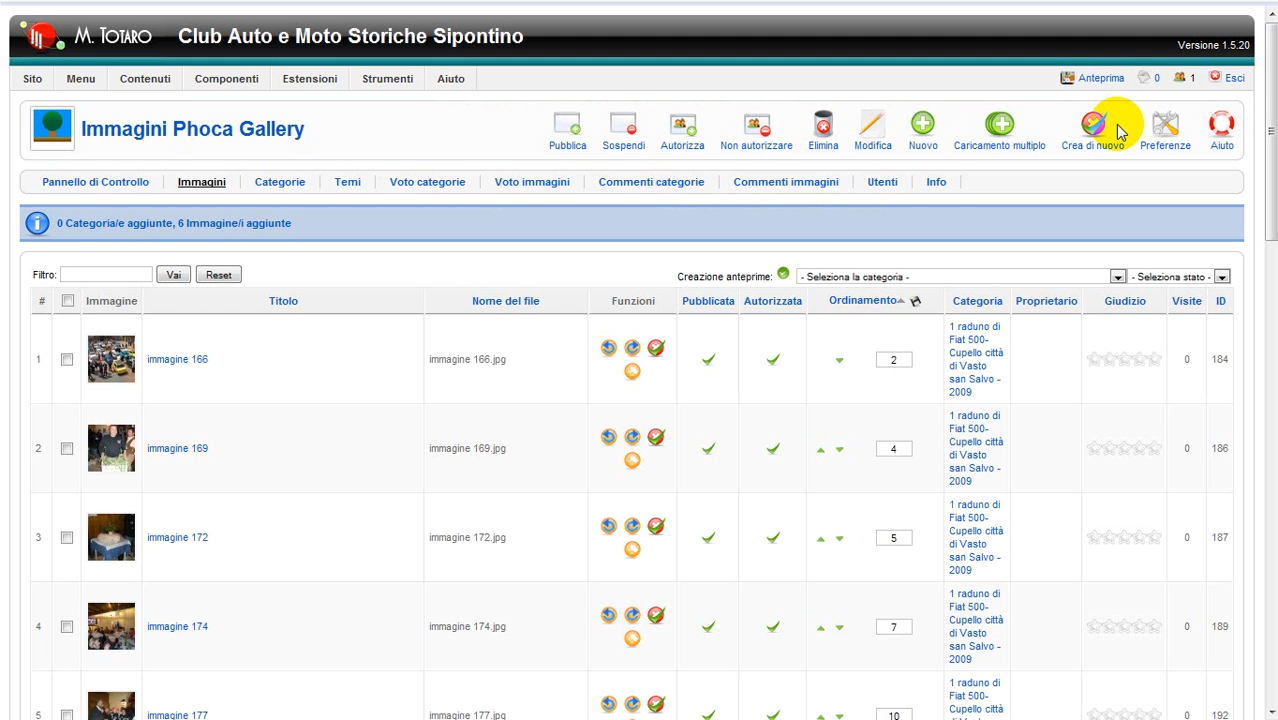 M. TOTARO Club Auto e Moto Storiche Sipontino
Versione 1.5.20
Sito Menu Contenuti Componenti Estensioni Strumenti Aiuto Anteprima 0 1 Esci
Immagini Phoca Gallery
Pubblica Sospendi Autorizza Non autorizzare Elimina Modifica Nuovo Caricamento multiplo Crea di nuovo Preferenze Aiuto
Pannello di Controllo Immagini Categorie Temi Voto categorie Voto immagini Commenti categorie Commenti immagini Utenti Info
0 Categoria/e aggiunte, 6 Immagine/i aggiunte
Filtro: Vai Reset Creazione anteprime: - Seleziona la categoria - - Seleziona stato -
# Immagine Titolo Nome del file Funzioni Pubblicata Autorizzata Ordinamento Categoria Proprietario Giudizio Visite ID
1 immagine 166 immagine 166.jpg 2 0 184
1 raduno di
Fiat 500-
Cupello città
di Vasto
san Salvo -
2009
2 immagine 169 immagine 169.jpg 4 0 186
1 raduno di
Fiat 500-
Cupello città
di Vasto
san Salvo -
2009
3 immagine 172 immagine 172.jpg 5 0 187
1 raduno di
Fiat 500-
Cupello città
di Vasto
san Salvo -
2009
4 immagine 174 immagine 174.jpg 7 0 189
1 raduno di
Fiat 500-
Cupello città
di Vasto
san Salvo -
2009
5 immagine 177 immagine 177.jpg 10 0 192
1 raduno di
Fiat 500-
Cupello città
di Vasto